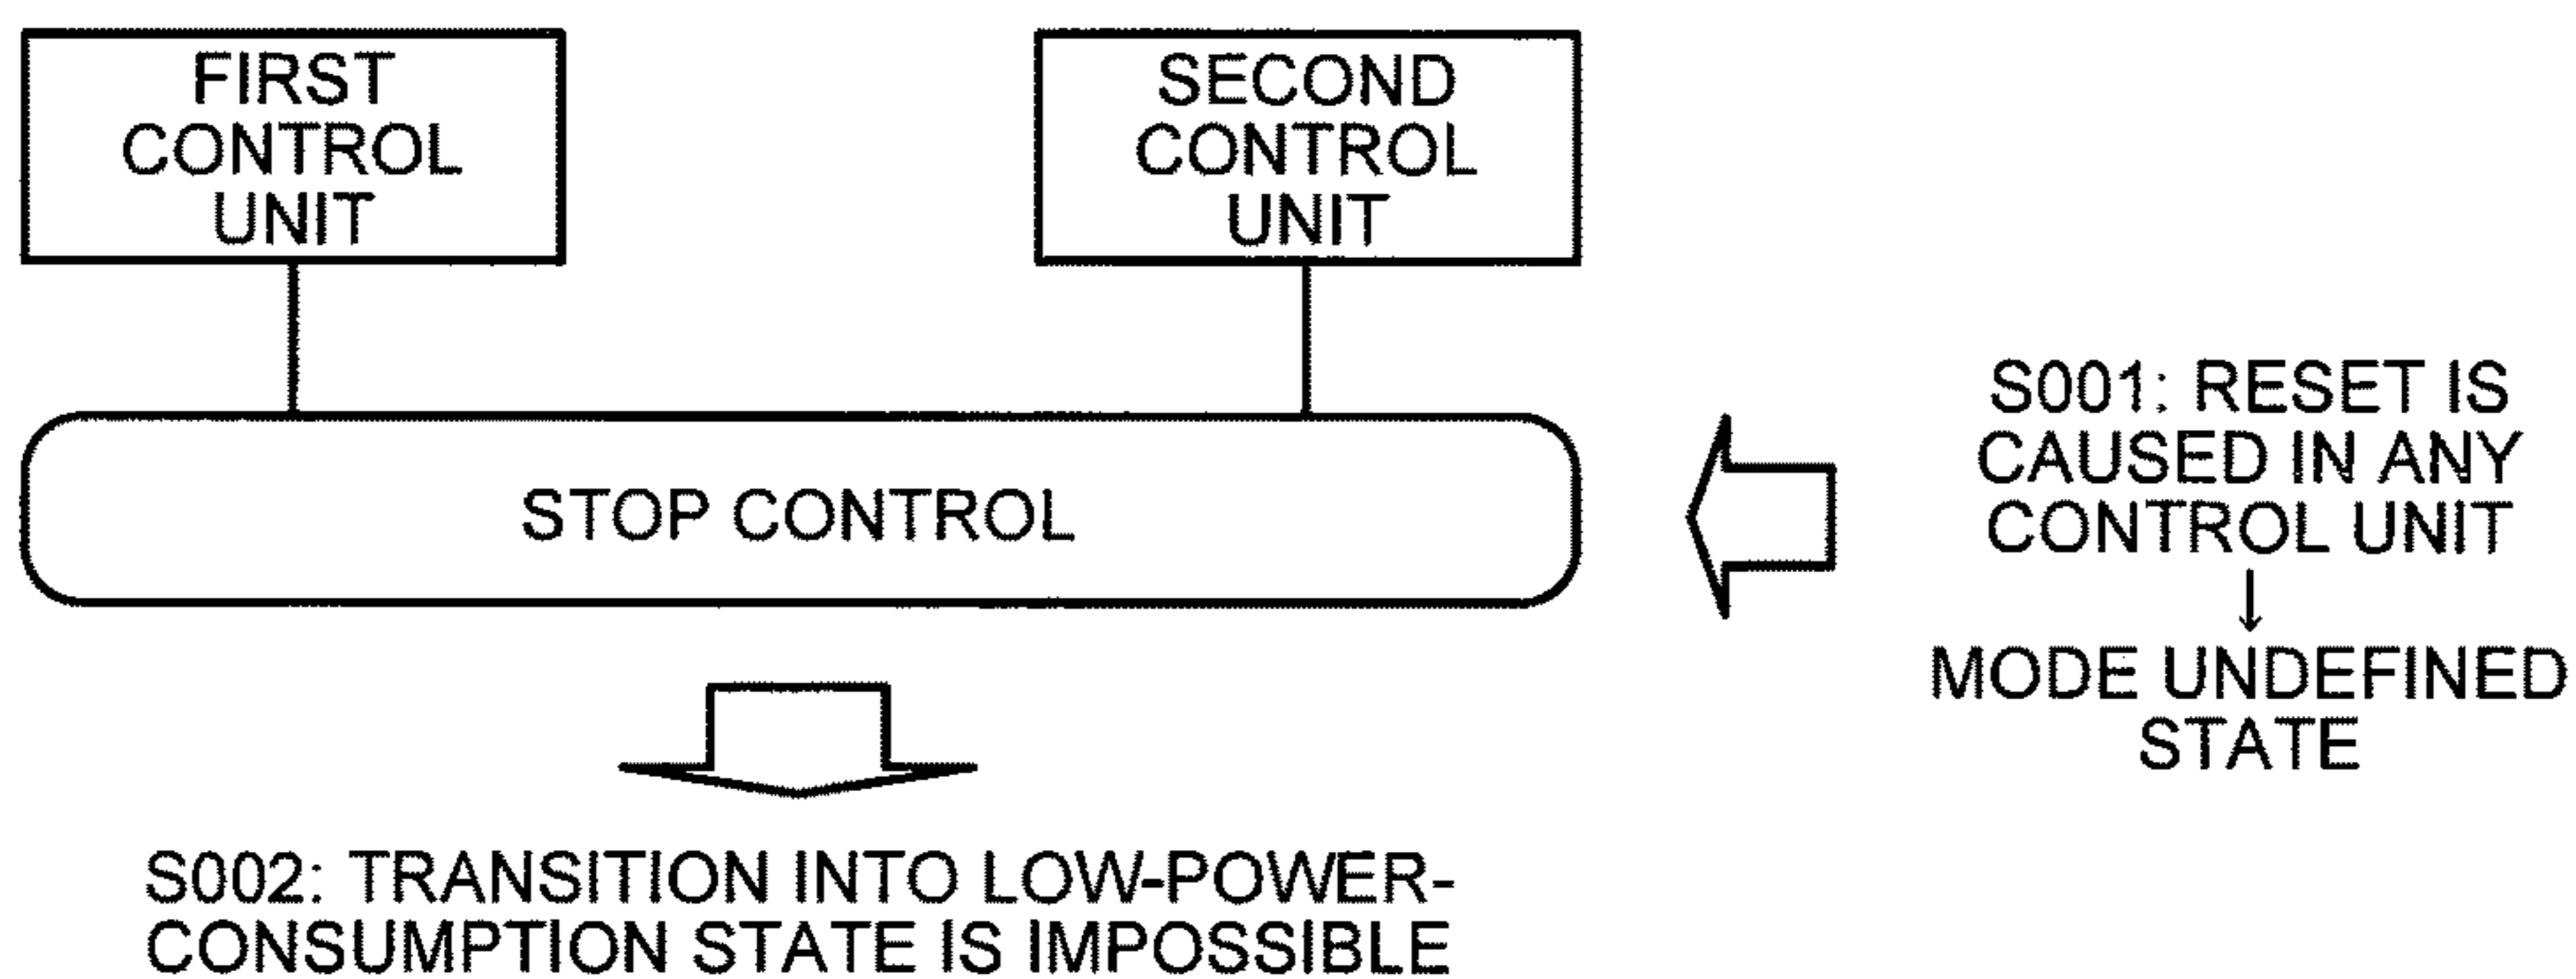 FIRST
CONTROL
UNIT
SECOND
CONTROL
UNIT
STOP CONTROL
S001: RESET IS
CAUSED IN ANY
CONTROL UNIT
↓
MODE UNDEFINED
STATE
S002: TRANSITION INTO LOW-POWER-
CONSUMPTION STATE IS IMPOSSIBLE